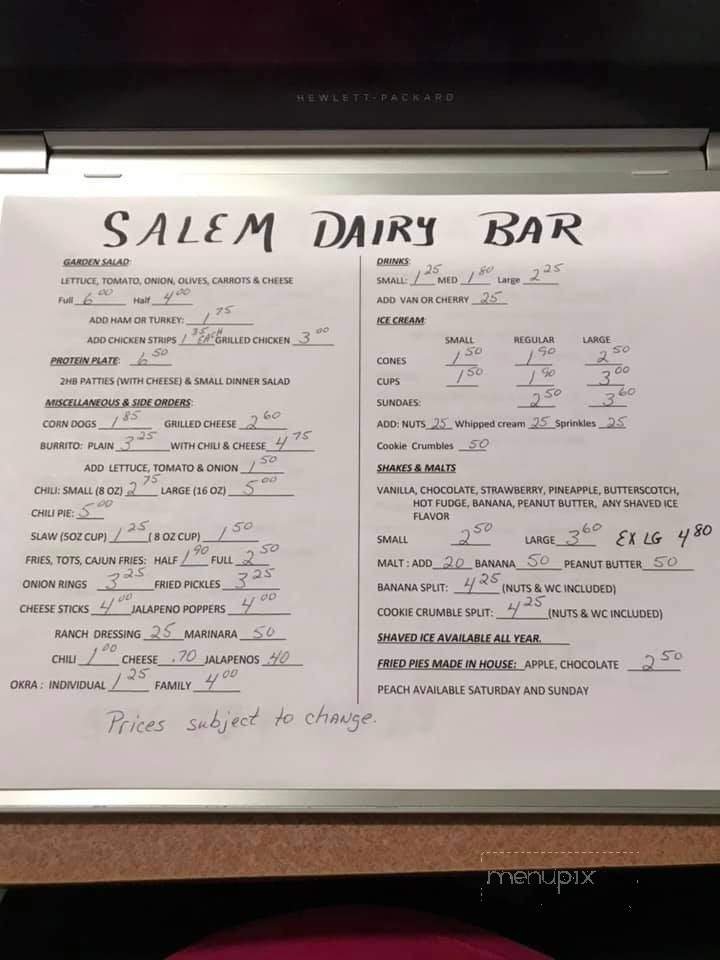 HEWLETT-PACKARD
SALEM DAIRY BAR
GARDEN SALAD:
LETTUCE, TOMATO, ONION, OLIVES, CARROTS & CHEESE
Full 6 00 Half 4 00
ADD HAM OR TURKEY: 1 75
ADD CHICKEN STRIPS 1 35 EACH GRILLED CHICKEN 3 00
PROTEIN PLATE: 6 50
2HB PATTIES (WITH CHEESE) & SMALL DINNER SALAD
MISCELLANEOUS & SIDE ORDERS:
CORN DOGS 1 85 GRILLED CHEESE 2 60
BURRITO: PLAIN 3 25 WITH CHILI & CHEESE 4 75
ADD LETTUCE, TOMATO & ONION 1 50
CHILI: SMALL (8 OZ) 2 75 LARGE (16 OZ) 5 00
CHILI PIE: 5 00
SLAW (5OZ CUP) 1 25 ( 8 OZ CUP) 1 50
FRIES, TOTS, CAJUN FRIES: HALF 1 90 FULL 2 50
ONION RINGS 3 25 FRIED PICKLES 3 25
CHEESE STICKS 4 00 JALAPENO POPPERS 4 00
RANCH DRESSING 25 MARINARA 50
CHILI 1 00 CHEESE .70 JALAPENOS .40
OKRA : INDIVIDUAL 1 25 FAMILY 4 00
Prices subject to change.
DRINKS:
SMALL: 1 25 MED 1 80 Large 2 25
ADD VAN OR CHERRY 25
ICE CREAM:
SMALL REGULAR LARGE
CONES 1 50 1 90 2 50
CUPS 1 50 1 90 3 00
SUNDAES: 2 50 3 60
ADD: NUTS 25 Whipped cream 25 Sprinkles 25
Cookie Crumbles 50
SHAKES & MALTS
VANILLA, CHOCOLATE, STRAWBERRY, PINEAPPLE, BUTTERSCOTCH,
HOT FUDGE, BANANA, PEANUT BUTTER, ANY SHAVED ICE
FLAVOR
SMALL 2 50 LARGE 3 60 EX LG 4 80
MALT : ADD 20 BANANA 50 PEANUT BUTTER 50
BANANA SPLIT: 4 25 (NUTS & WC INCLUDED)
COOKIE CRUMBLE SPLIT: 4 25 (NUTS & WC INCLUDED)
SHAVED ICE AVAILABLE ALL YEAR.
FRIED PIES MADE IN HOUSE: APPLE, CHOCOLATE 2 50
PEACH AVAILABLE SATURDAY AND SUNDAY
menupix